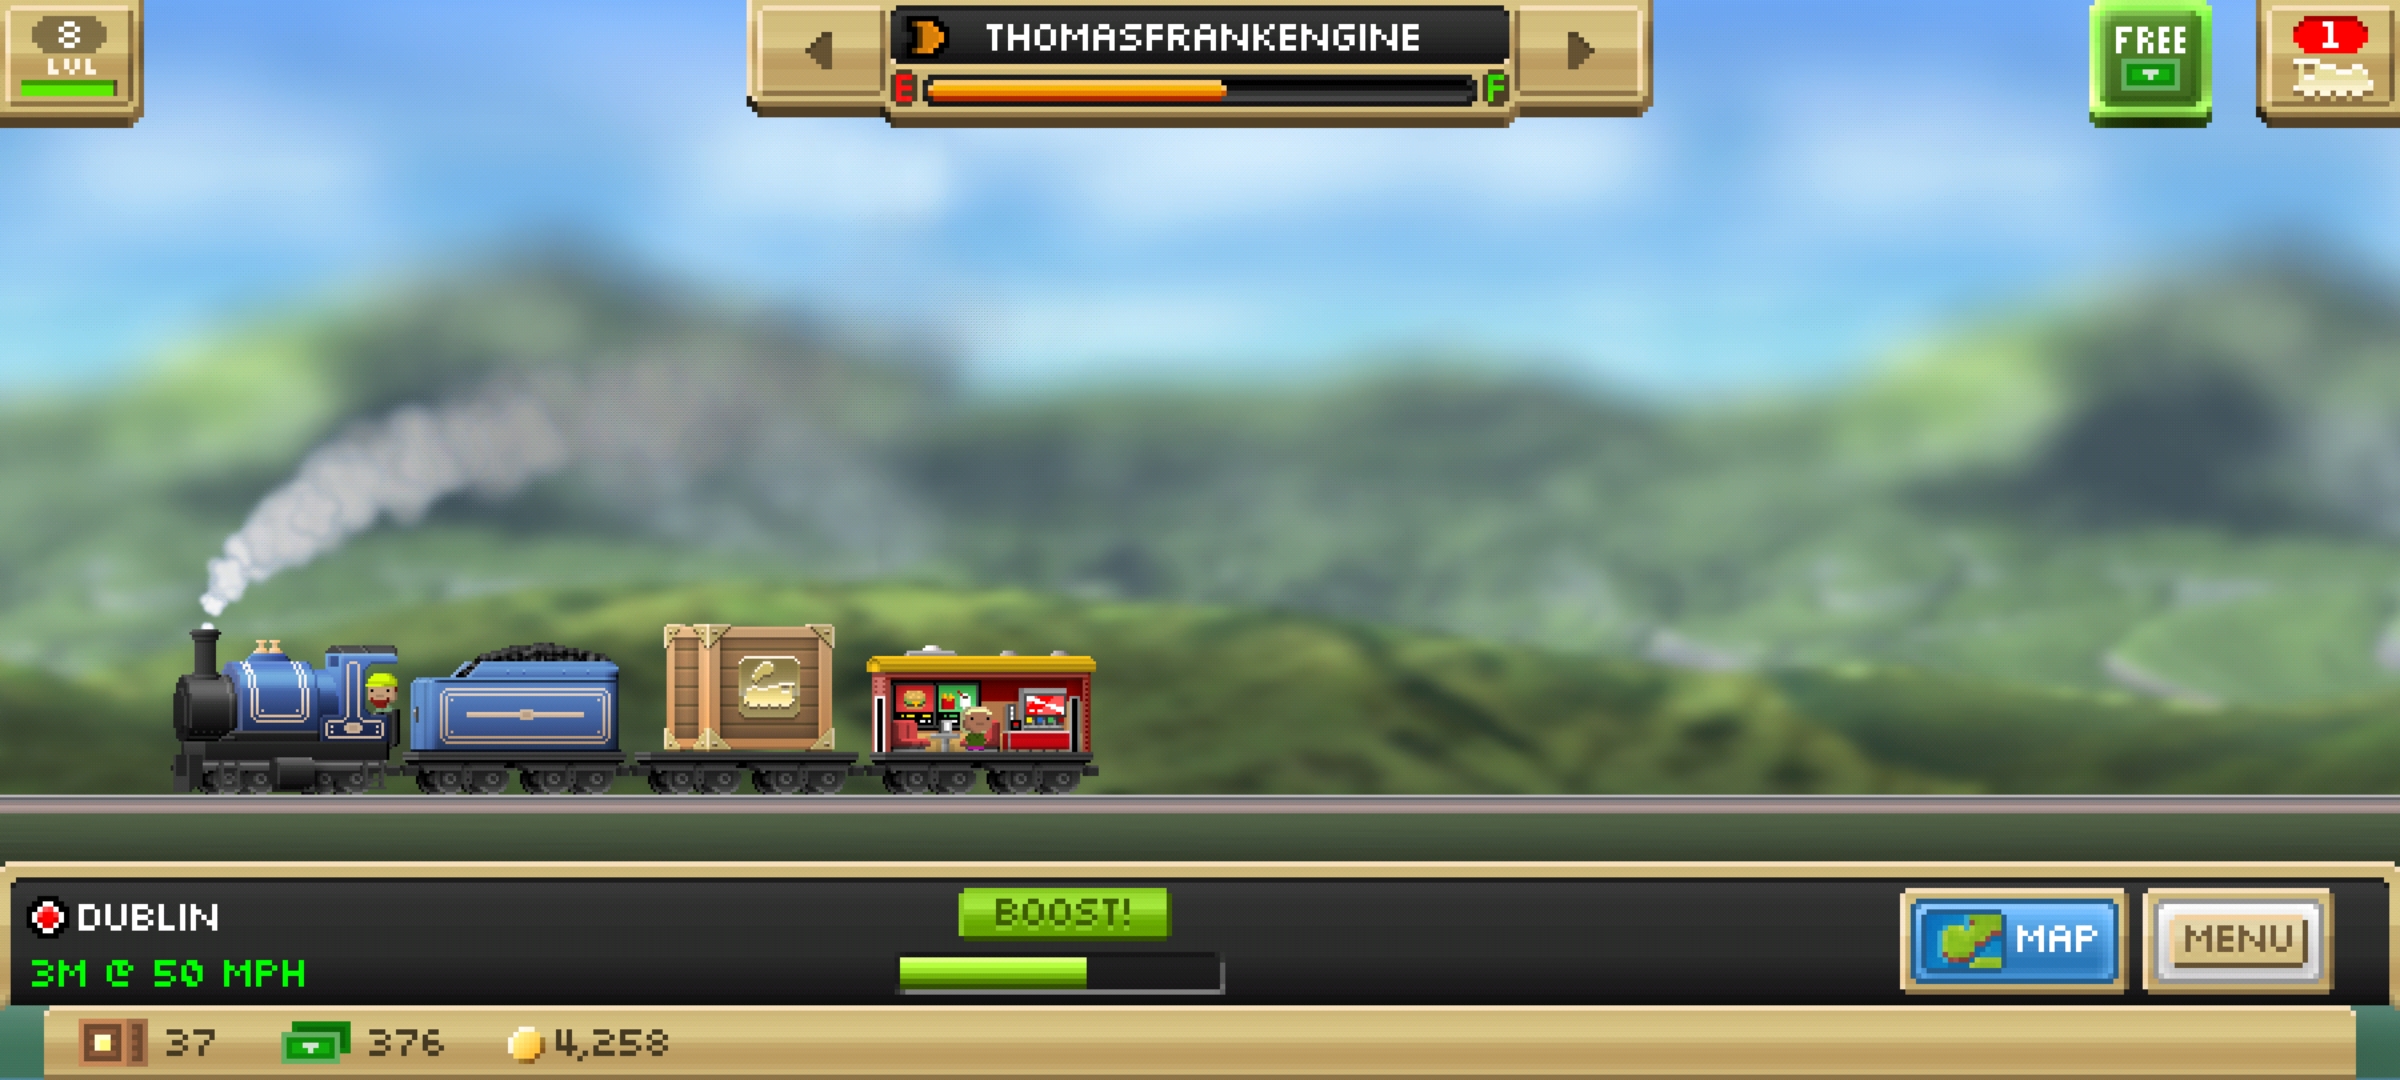 8
LVL
THOMASFRANKENGINE
E
F
FREE
1
DUBLIN
3M @ 50 MPH
BOOST!
MAP
MENU
37
376
4,258